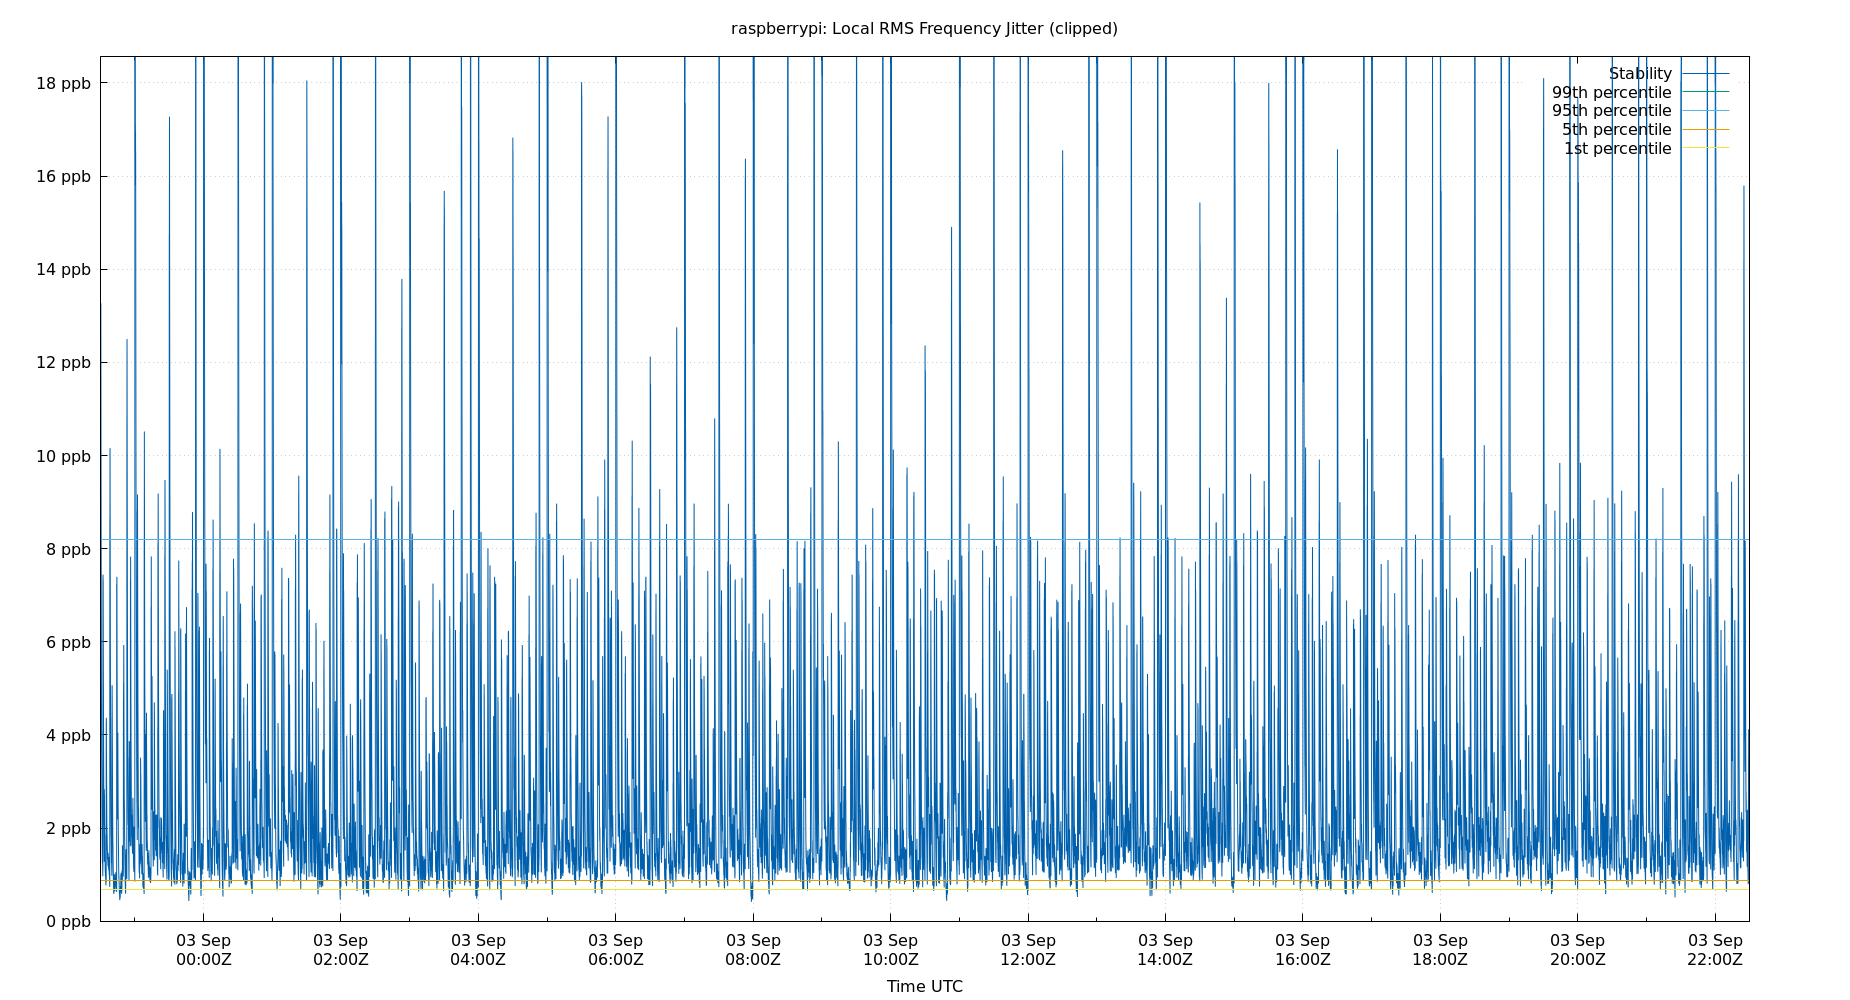 raspberrypi: Local RMS Frequency Jitter (clipped)
Stability
99th percentile
95th percentile
5th percentile
1st percentile
18 ppb
16 ppb
14 ppb
12 ppb
10 ppb
8 ppb
6 ppb
4 ppb
2 ppb
0 ppb
03 Sep 03 Sep 03 Sep 03 Sep 03 Sep 03 Sep 03 Sep 03 Sep 03 Sep 03 Sep 03 Sep 03 Sep
00:00Z 02:00Z 04:00Z 06:00Z 08:00Z 10:00Z 12:00Z 14:00Z 16:00Z 18:00Z 20:00Z 22:00Z
Time UTC